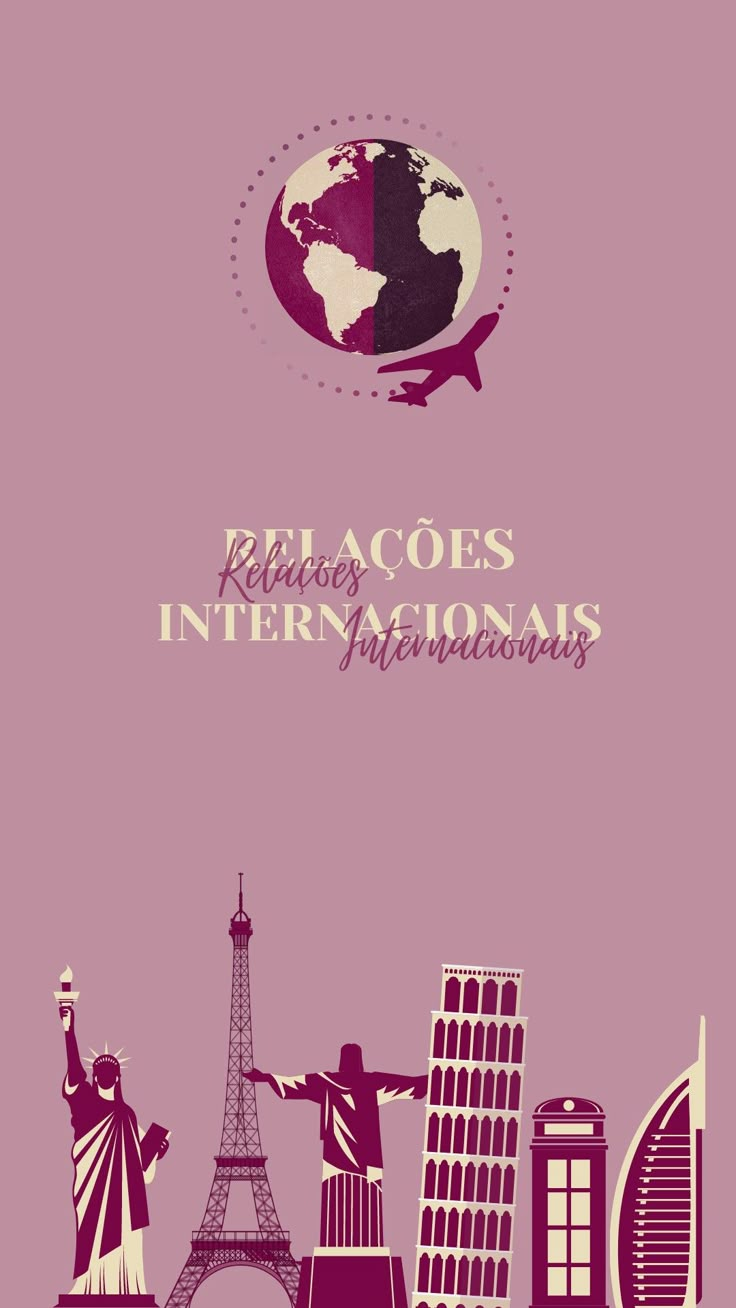 RELAÇÕES
Relações
INTERNACIONAIS
Internacionais